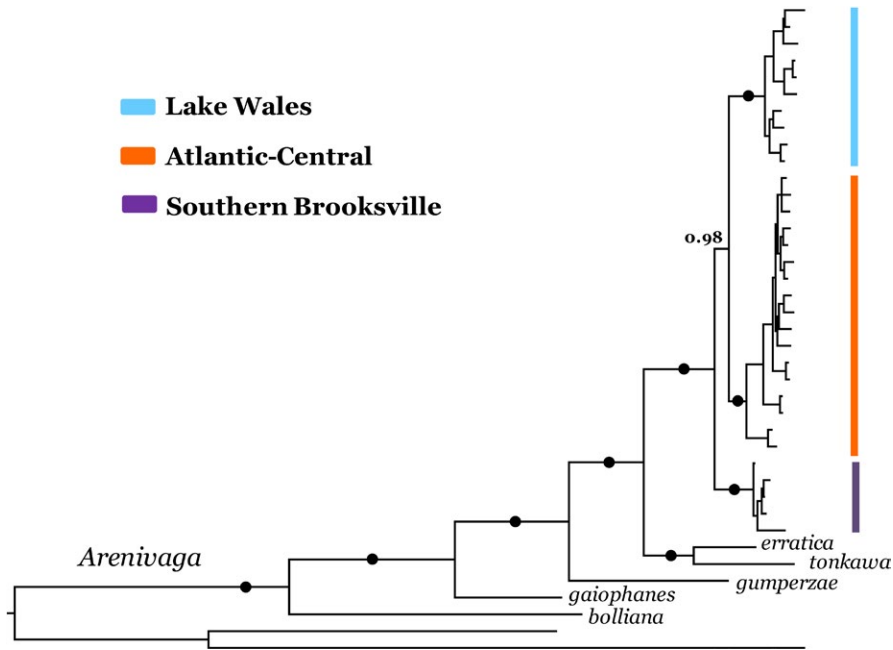 Lake Wales
Atlantic-Central
Southern Brooksville
0.98
Arenivaga
erratica
tonkawa
gumperzae
gaiophanes
bolliana